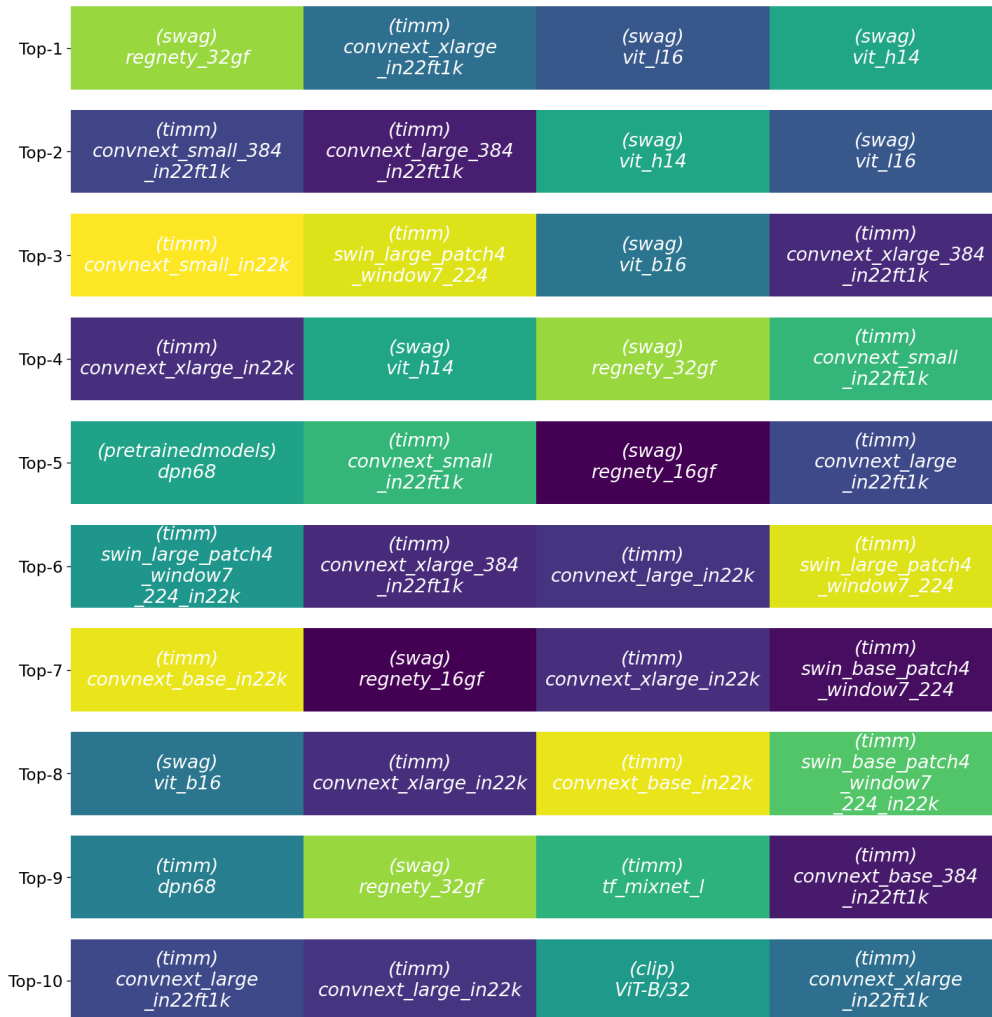 Top-1
(swag)
regnety_32gf
(timm)
convnext_xlarge
_in22ft1k
(swag)
vit_l16
(swag)
vit_h14
Top-2
(timm)
convnext_small_384
_in22ft1k
(timm)
convnext_large_384
_in22ft1k
(swag)
vit_h14
(swag)
vit_l16
Top-3
(timm)
convnext_small_in22k
(timm)
swin_large_patch4
_window7_224
(swag)
vit_b16
(timm)
convnext_xlarge_384
_in22ft1k
Top-4
(timm)
convnext_xlarge_in22k
(swag)
vit_h14
(swag)
regnety_32gf
(timm)
convnext_small
_in22ft1k
Top-5
(pretrainedmodels)
dpn68
(timm)
convnext_small
_in22ft1k
(swag)
regnety_16gf
(timm)
convnext_large
_in22ft1k
Top-6
(timm)
swin_large_patch4
_window7
_224_in22k
(timm)
convnext_xlarge_384
_in22ft1k
(timm)
convnext_large_in22k
(timm)
swin_large_patch4
_window7_224
Top-7
(timm)
convnext_base_in22k
(swag)
regnety_16gf
(timm)
convnext_xlarge_in22k
(timm)
swin_base_patch4
_window7_224
Top-8
(swag)
vit_b16
(timm)
convnext_xlarge_in22k
(timm)
convnext_base_in22k
(timm)
swin_base_patch4
_window7
_224_in22k
Top-9
(timm)
dpn68
(swag)
regnety_32gf
(timm)
tf_mixnet_l
(timm)
convnext_base_384
_in22ft1k
Top-10
(timm)
convnext_large
_in22ft1k
(timm)
convnext_large_in22k
(clip)
ViT-B/32
(timm)
convnext_xlarge
_in22ft1k